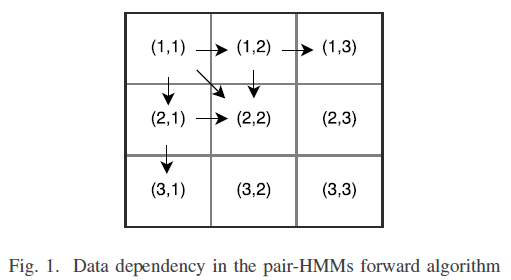 (1,1) (1,2) (1,3)
(2,1) (2,2) (2,3)
(3,1) (3,2) (3,3)
Fig. 1. Data dependency in the pair-HMMs forward algorithm